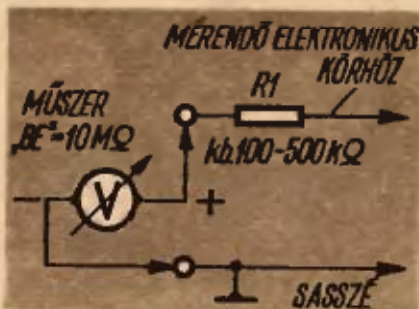 MÉRENDŐ ELEKTRONIKUS
KÖRHÖZ
R1
MŰSZER
„BE"=10MΩ
kb.100-500kΩ
V
+
SASSZÉ